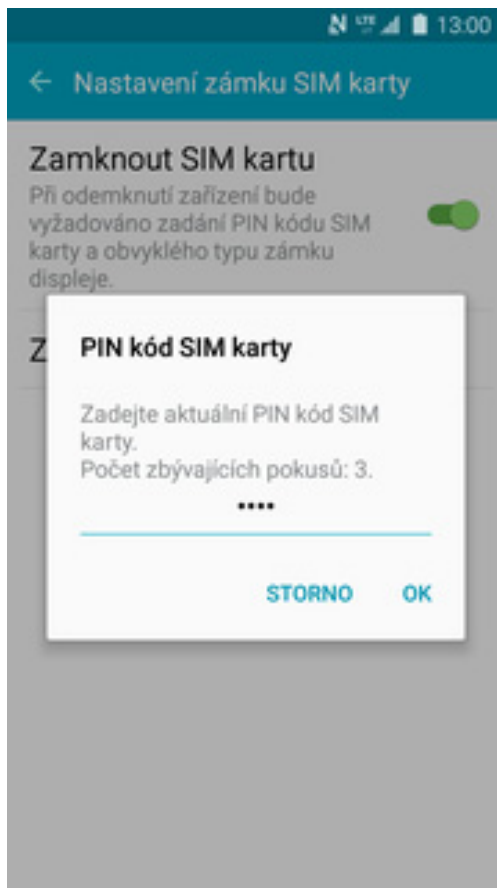 LTE 13:00
Nastavení zámku SIM karty
Zamknout SIM kartu
Při odemknutí zařízení bude
vyžadováno zadání PIN kódu SIM
karty a obvyklého typu zámku
displeje.
Z
PIN kód SIM karty
Zadejte aktuální PIN kód SIM
karty.
Počet zbývajících pokusů: 3.
••••
STORNO OK